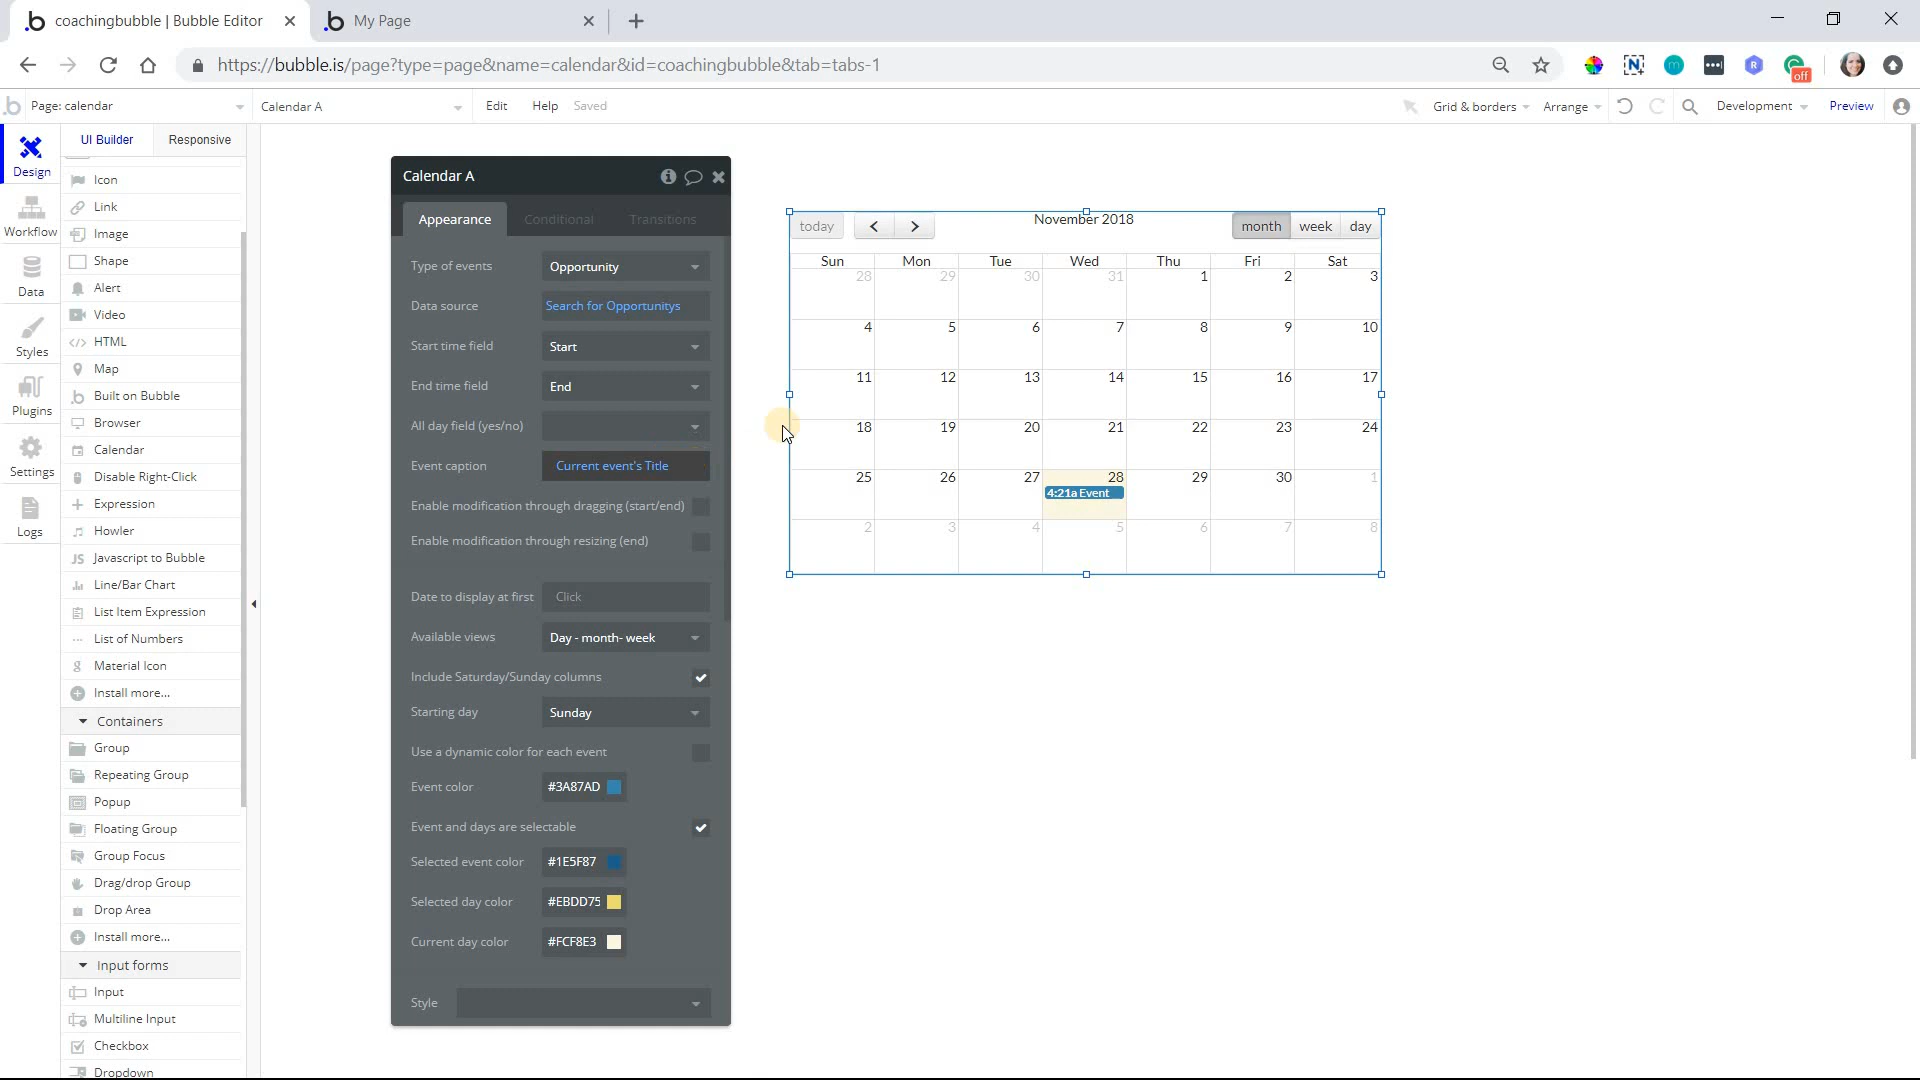 coachingbubble | Bubble Editor
My Page
https://bubble.is/page?type=page&name=calendar&id=coachingbubble&tab=tabs-1
off
Page: calendar
Calendar A
Edit
Help
Saved
Grid & borders
Arrange
Development
Preview
Design
Workflow
Data
Styles
Plugins
Settings
Logs
UI Builder
Responsive
Icon
Link
Image
Shape
Alert
Video
HTML
Map
Built on Bubble
Browser
Calendar
Disable Right-Click
Expression
Howler
Javascript to Bubble
Line/Bar Chart
List Item Expression
List of Numbers
Material Icon
Install more...
Containers
Group
Repeating Group
Popup
Floating Group
Group Focus
Drag/drop Group
Drop Area
Install more...
Input forms
Input
Multiline Input
Checkbox
Dropdown
Calendar A
Appearance
Conditional
Transitions
Type of events Opportunity
Data source Search for Opportunitys
Start time field Start
End time field End
All day field (yes/no)
Event caption Current event's Title
Enable modification through dragging (start/end)
Enable modification through resizing (end)
Date to display at first Click
Available views Day - month- week
Include Saturday/Sunday columns
Starting day Sunday
Use a dynamic color for each event
Event color #3A87AD
Event and days are selectable
Selected event color #1E5F87
Selected day color #EBDD75
Current day color #FCF8E3
Style
today
November 2018
month week day
Sun Mon Tue Wed Thu Fri Sat
28 29 30 31 1 2 3
4 5 6 7 8 9 10
11 12 13 14 15 16 17
18 19 20 21 22 23 24
25 26 27 28 29 30 1
4:21a Event
2 3 4 5 6 7 8